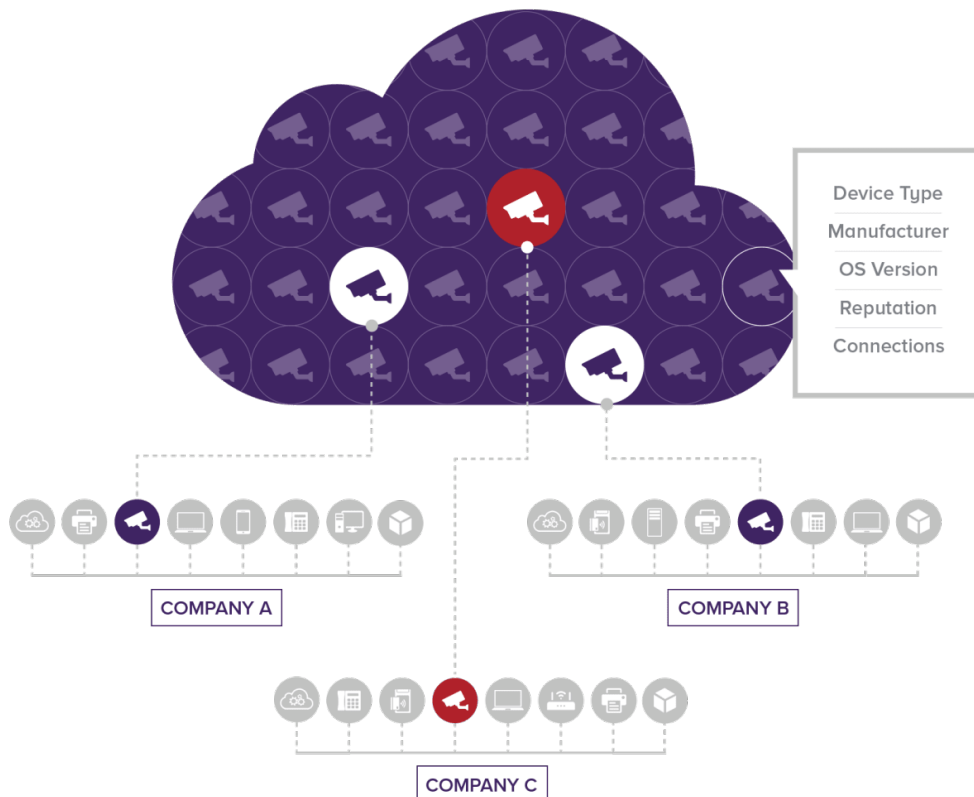 Device Type
Manufacturer
OS Version
Reputation
Connections
COMPANY A
COMPANY B
COMPANY C